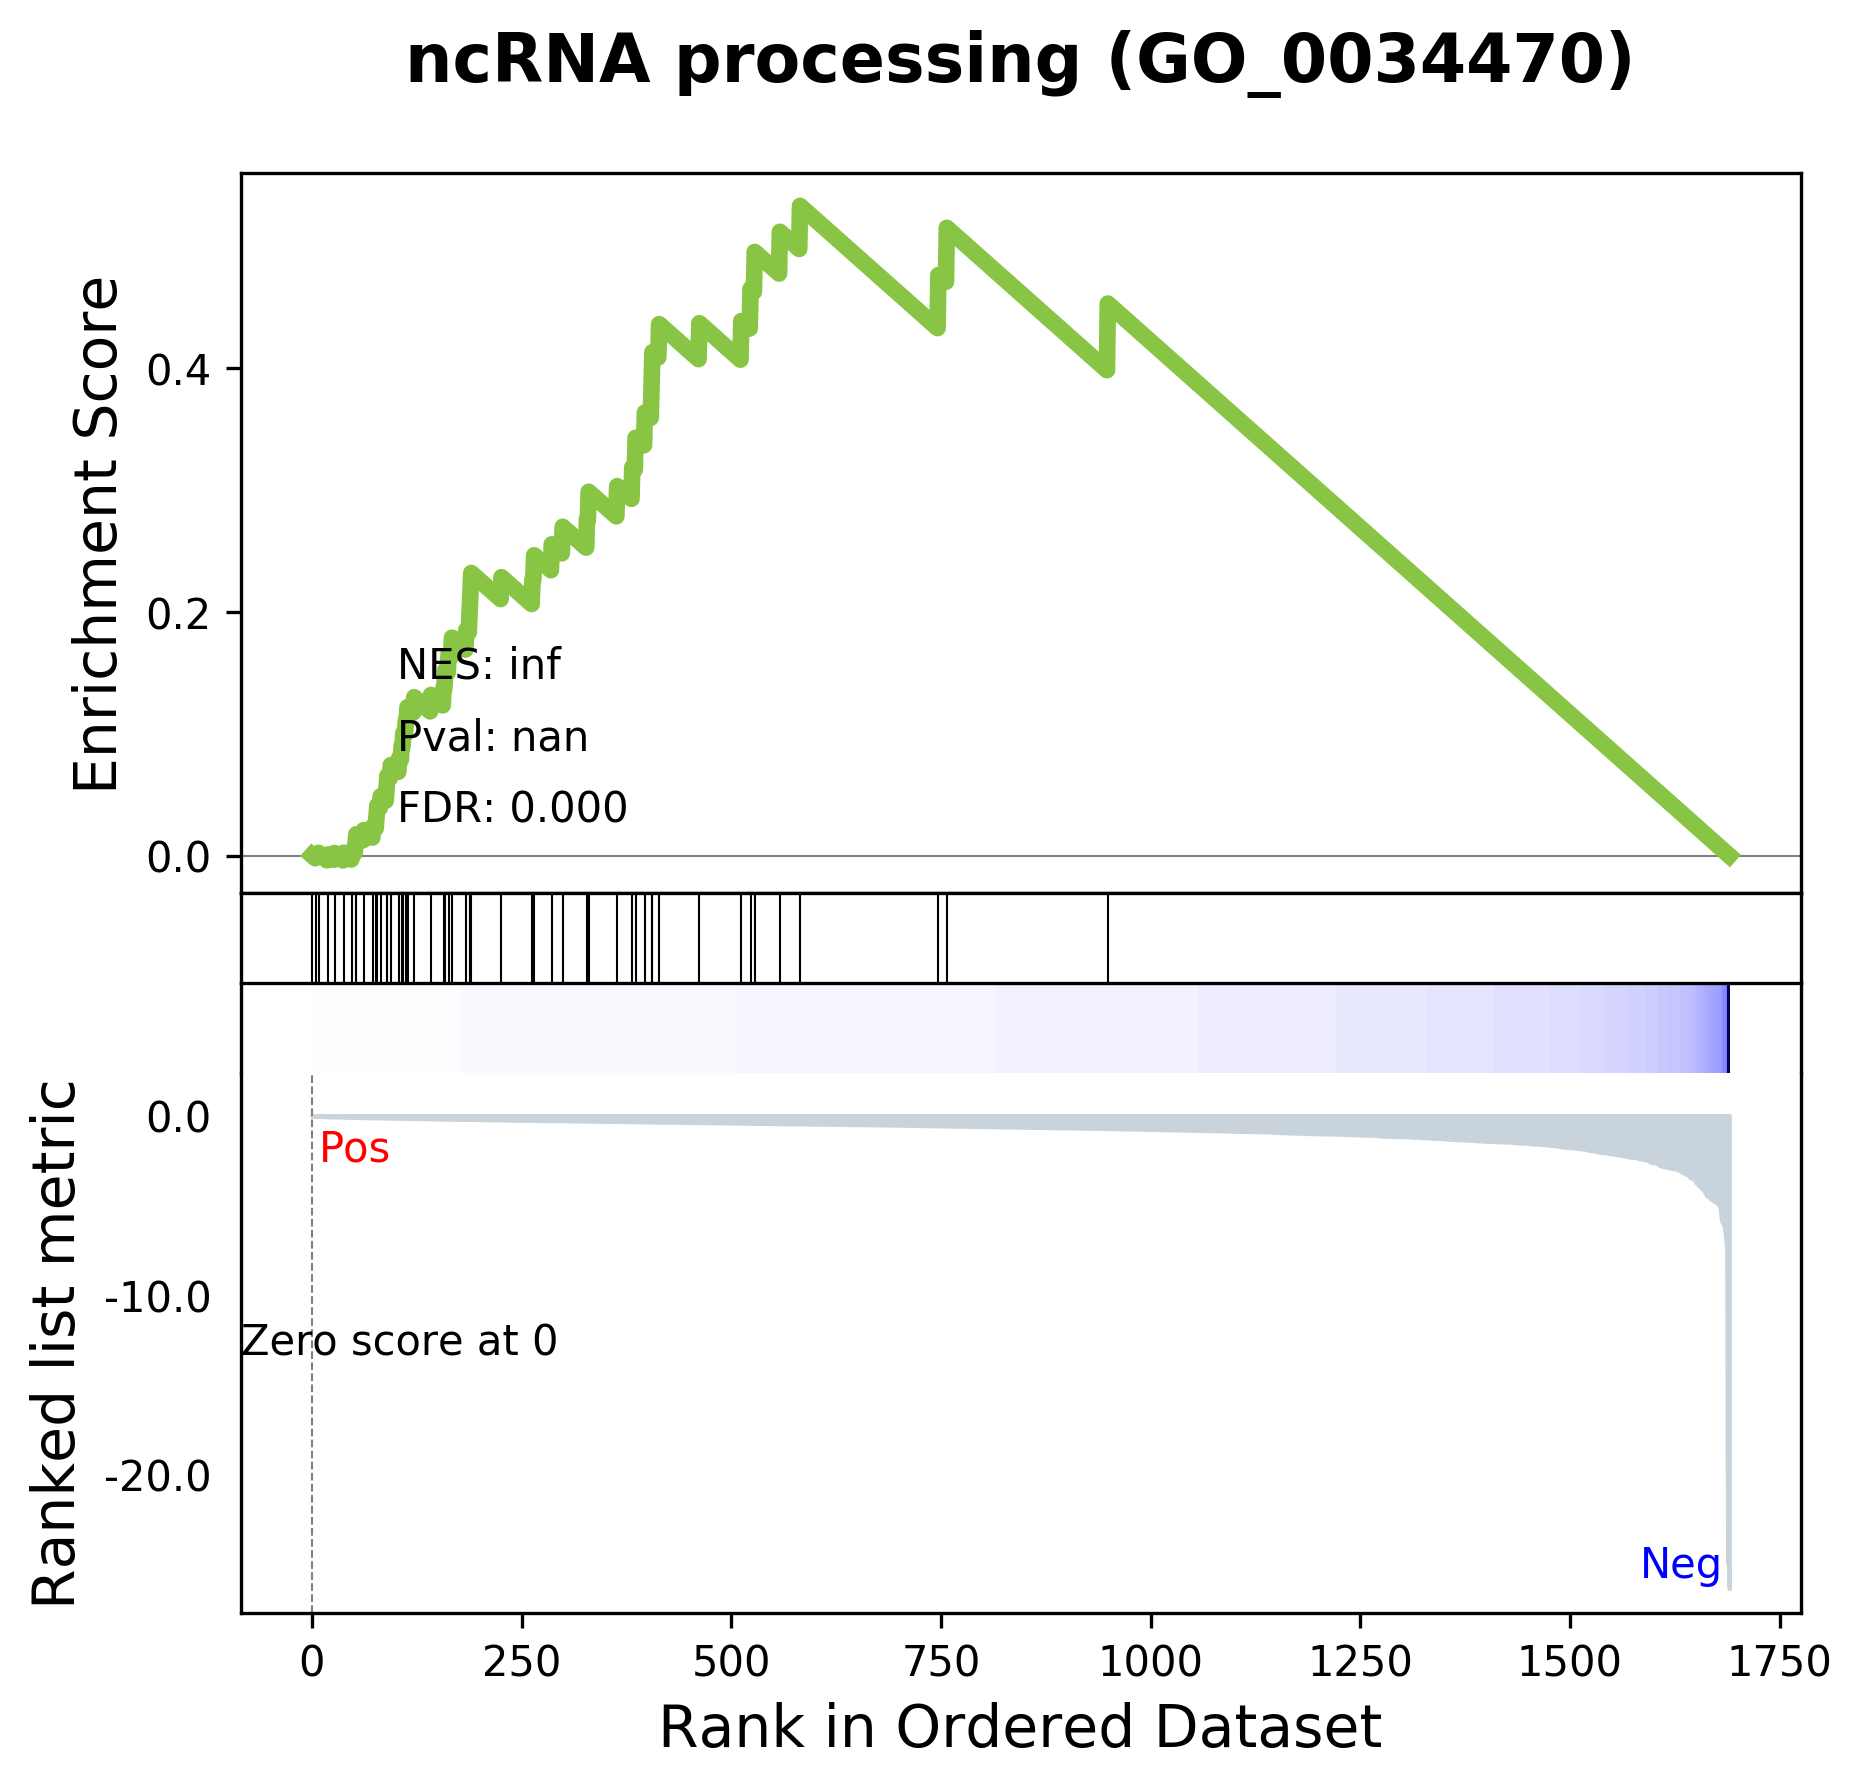 ncRNA processing (GO_0034470)
Enrichment Score
0.4
0.2
0.0
NES: inf
Pval: nan
FDR: 0.000
Ranked list metric
0.0
-10.0
-20.0
Pos
Zero score at 0
Neg
0 250 500 750 1000 1250 1500 1750
Rank in Ordered Dataset